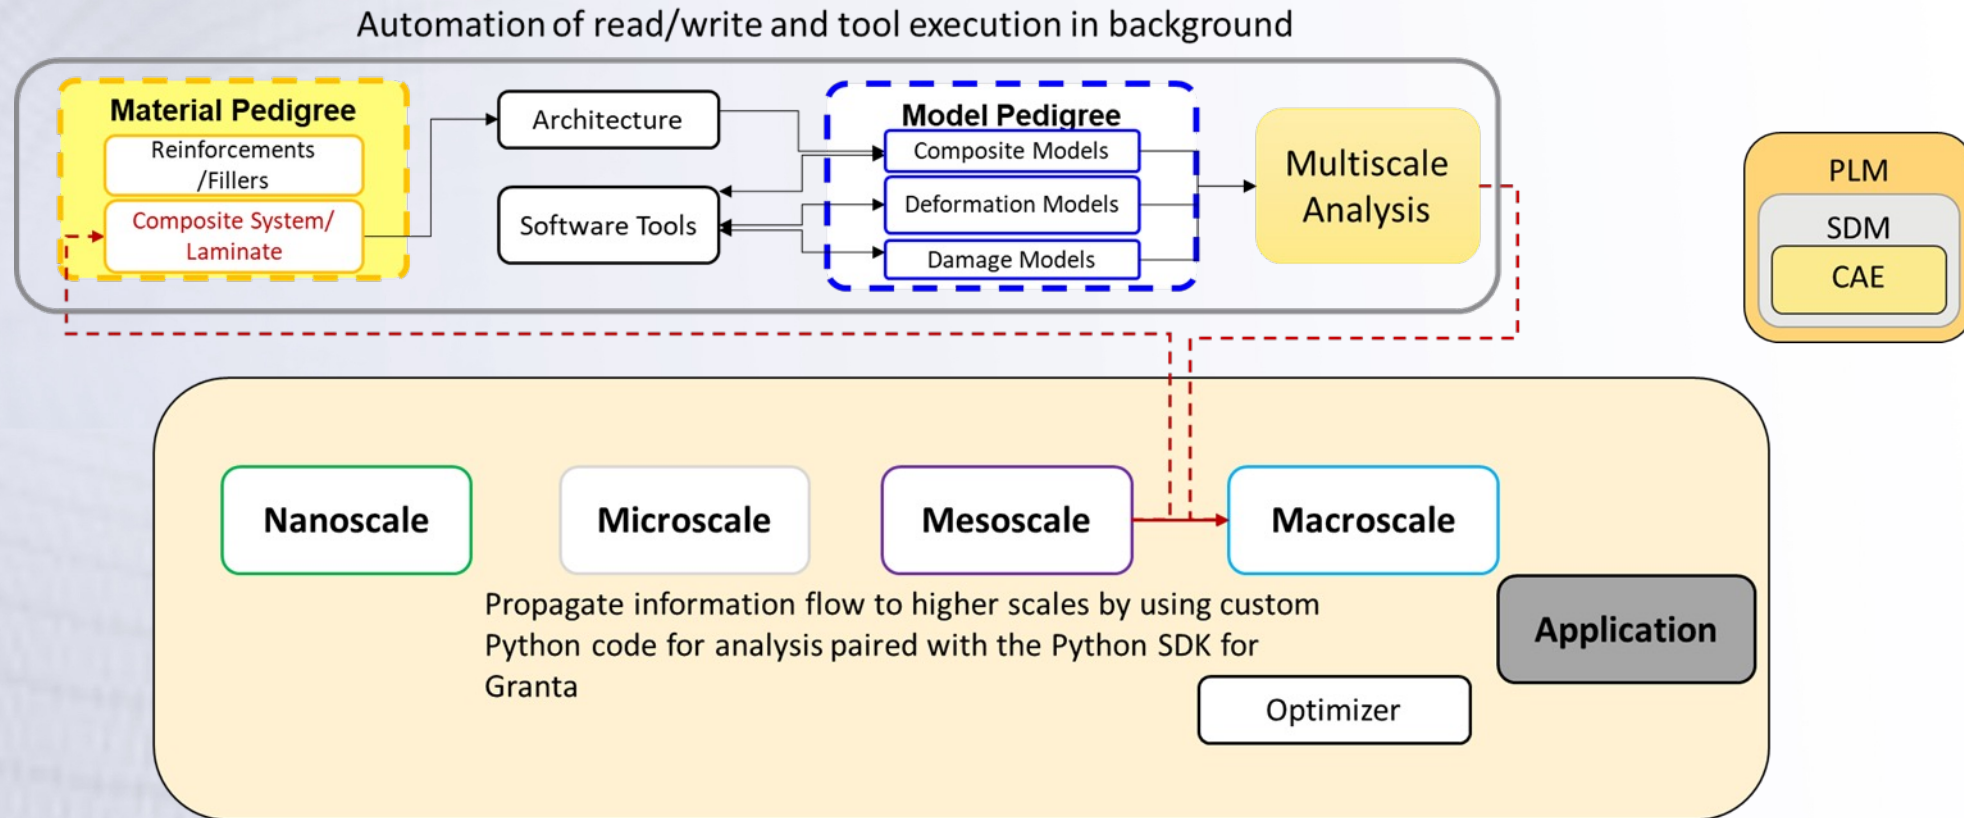 Automation of read/write and tool execution in background
Material Pedigree
Reinforcements
/Fillers
Composite System/
Laminate
Architecture
Software Tools
Model Pedigree
Composite Models
Deformation Models
Damage Models
Multiscale
Analysis
PLM
SDM
CAE
Nanoscale
Microscale
Mesoscale
Macroscale
Propagate information flow to higher scales by using custom
Python code for analysis paired with the Python SDK for
Granta
Application
Optimizer